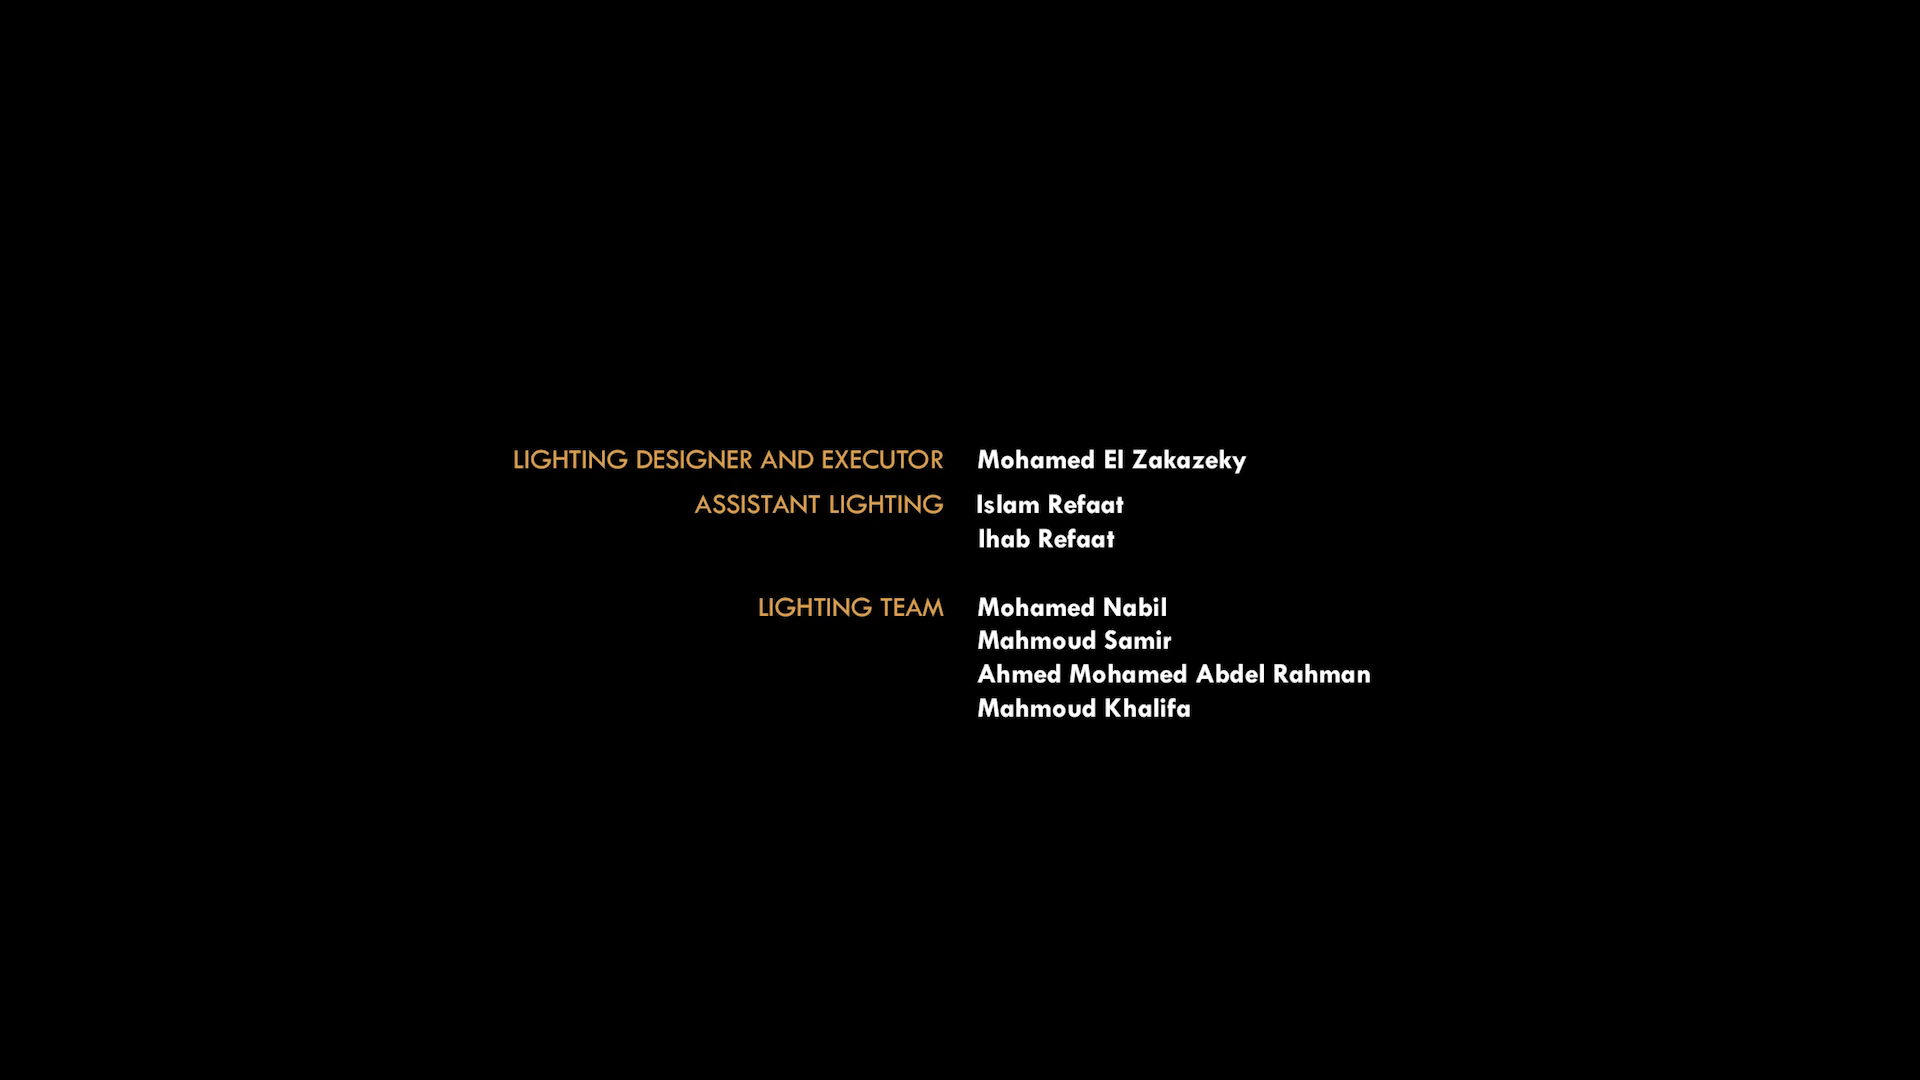 LIGHTING DESIGNER AND EXECUTOR Mohamed El Zakazeky
ASSISTANT LIGHTING Islam Refaat
Ihab Refaat
LIGHTING TEAM Mohamed Nabil
Mahmoud Samir
Ahmed Mohamed Abdel Rahman
Mahmoud Khalifa